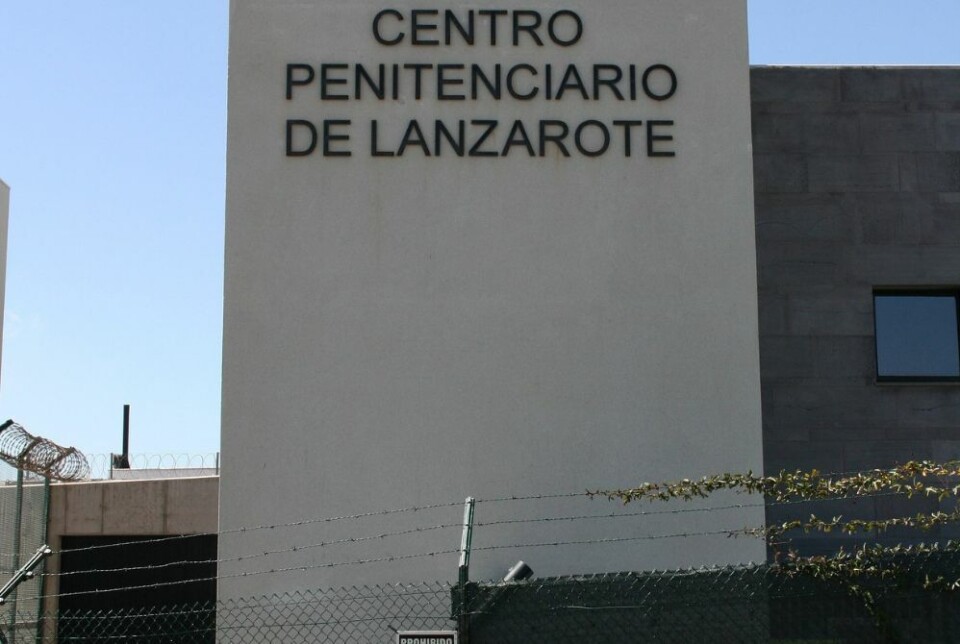 CENTRO
PENITENCIARIO
DE LANZAROTE
PROHIBIDO